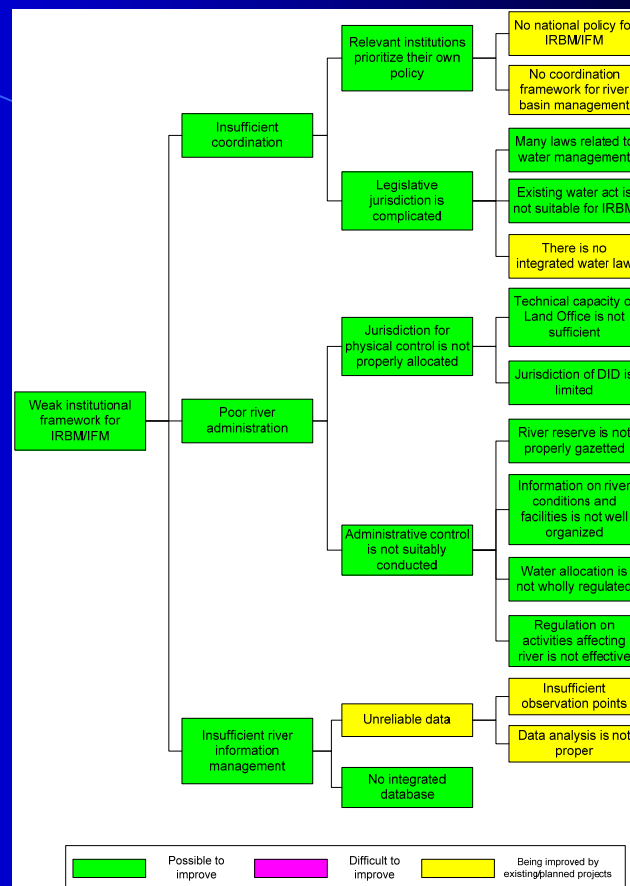 No national policy fo
IRBM/IFM
Relevant institutions
prioritize their own
policy
No coordination
framework for river
basin management
Insufficient
coordination
Many laws related to
water management
Legislative
jurisdiction is
complicated
Existing water act is
not suitable for IRBM
There is no
integrated water law
Technical capacity o
Land Office is not
sufficient
Jurisdiction for
physical control is not
properly allocated
Jurisdiction of DID is
limited
Weak institutional
framework for
IRBM/IFM
Poor river
administration
River reserve is not
properly gazetted
Information on river
conditions and
facilities is not well
organized
Administrative control
is not suitably
conducted
Water allocation is
not wholly regulated
Regulation on
activities affecting
river is not effective
Insufficient
observation points
Unreliable data
Data analysis is not
proper
Insufficient river
information
management
No integrated
database
Possible to
improve
Difficult to
improve
Being improved by
existing/planned projects